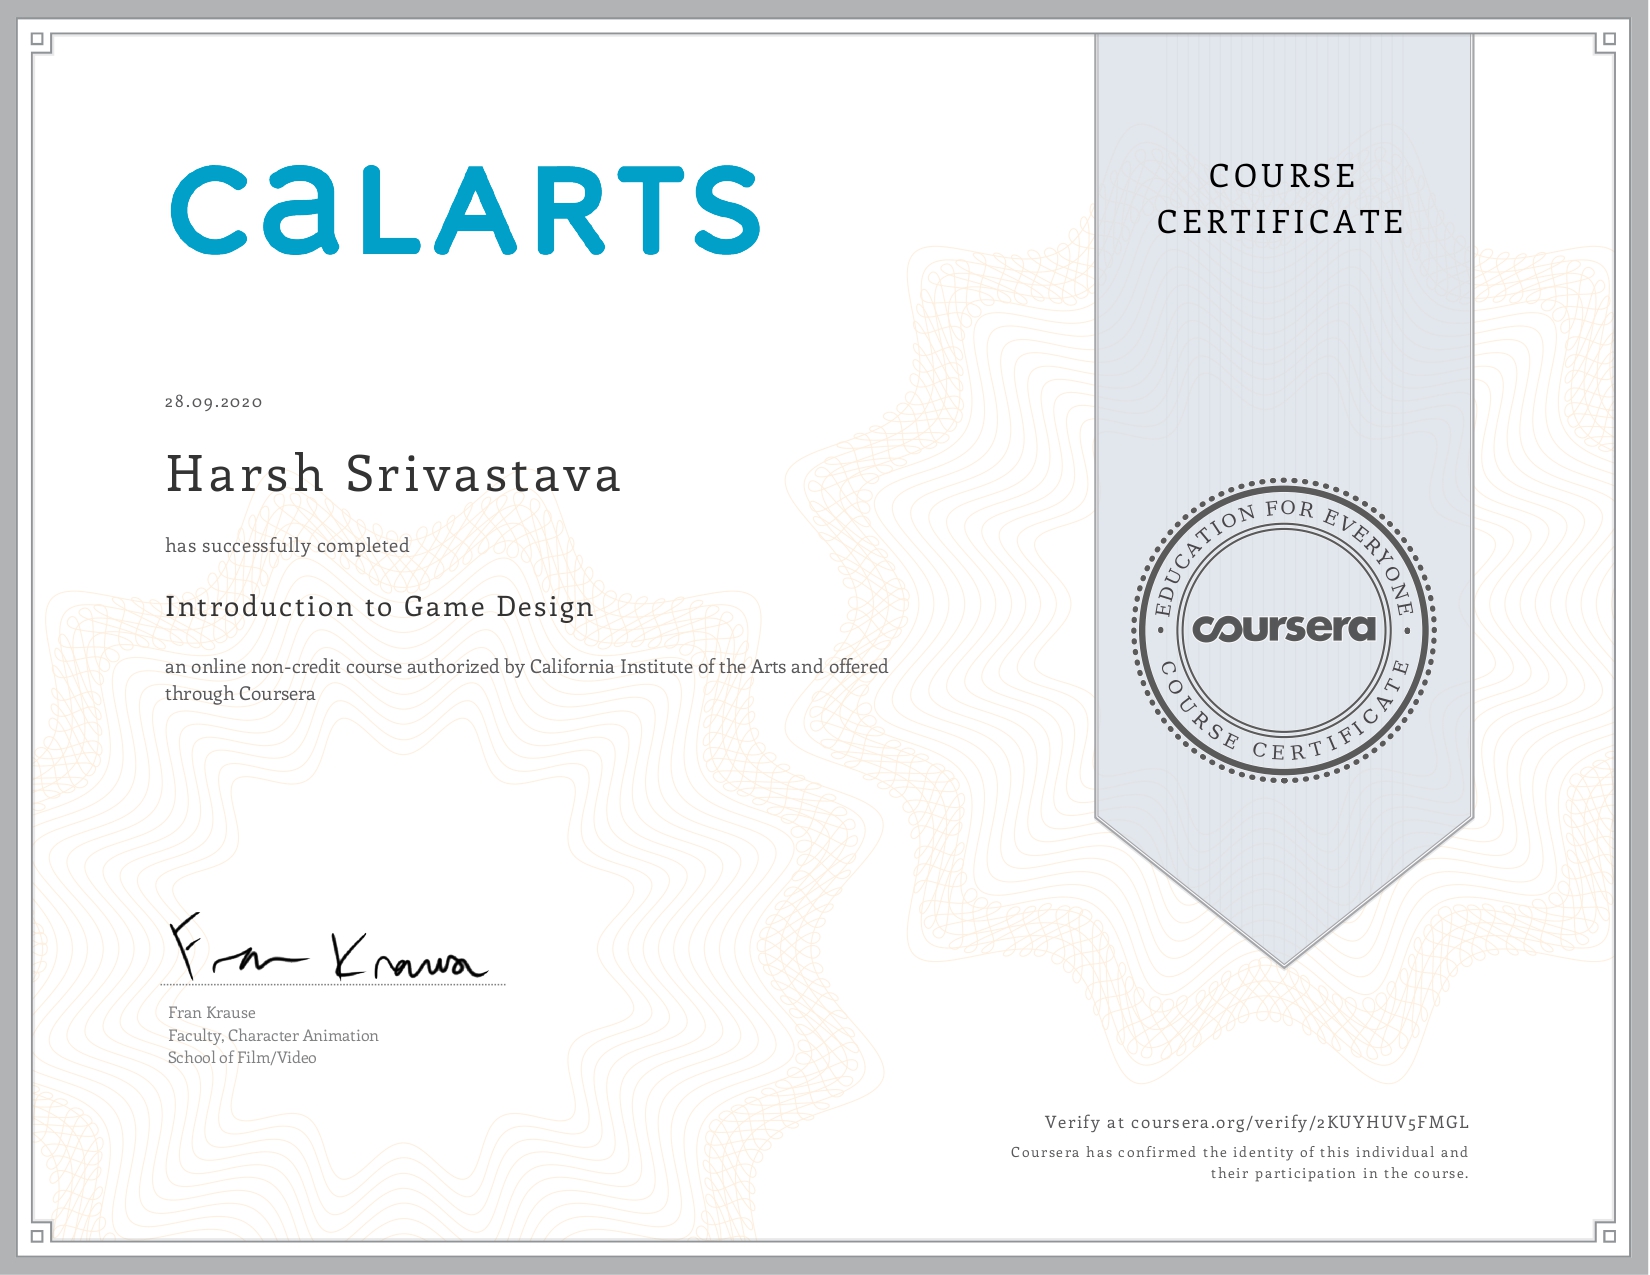 CALARTS
COURSE
CERTIFICATE
28.09.2020
Harsh Srivastava
has successfully completed
Introduction to Game Design
an online non-credit course authorized by California Institute of the Arts and offered
through Coursera
EDUCATION FOR EVERYONE
coursera
COURSE CERTIFICATE
Fran Krause
Fran Krause
Faculty, Character Animation
School of Film/Video
Verify at coursera.org/verify/2KUYHUV5FMGL
Coursera has confirmed the identity of this individual and
their participation in the course.